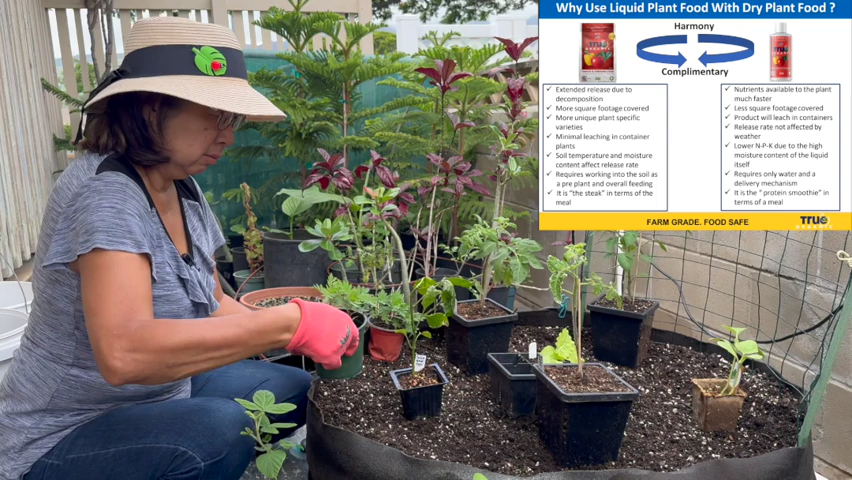 Why Use Liquid Plant Food With Dry Plant Food ?
Harmony
Complimentary
TRUE
Extended release due to
decomposition
More square footage covered
More unique plant specific
varieties
Minimal leaching in container
plants
Soil temperature and moisture
content affect release rate
Requires working into the soil as
a pre plant and overall feeding
It is "the steak" in terms of the
meal
Nutrients available to the plant
much faster
Less square footage covered
Product will leach in containers
Release rate not affected by
weather
Lower N-P-K due to the high
moisture content of the liquid
itself
Requires only water and a
delivery mechanism
It is the " protein smoothie" in
terms of a meal
FARM GRADE. FOOD SAFE
TRUE
ORGANIC